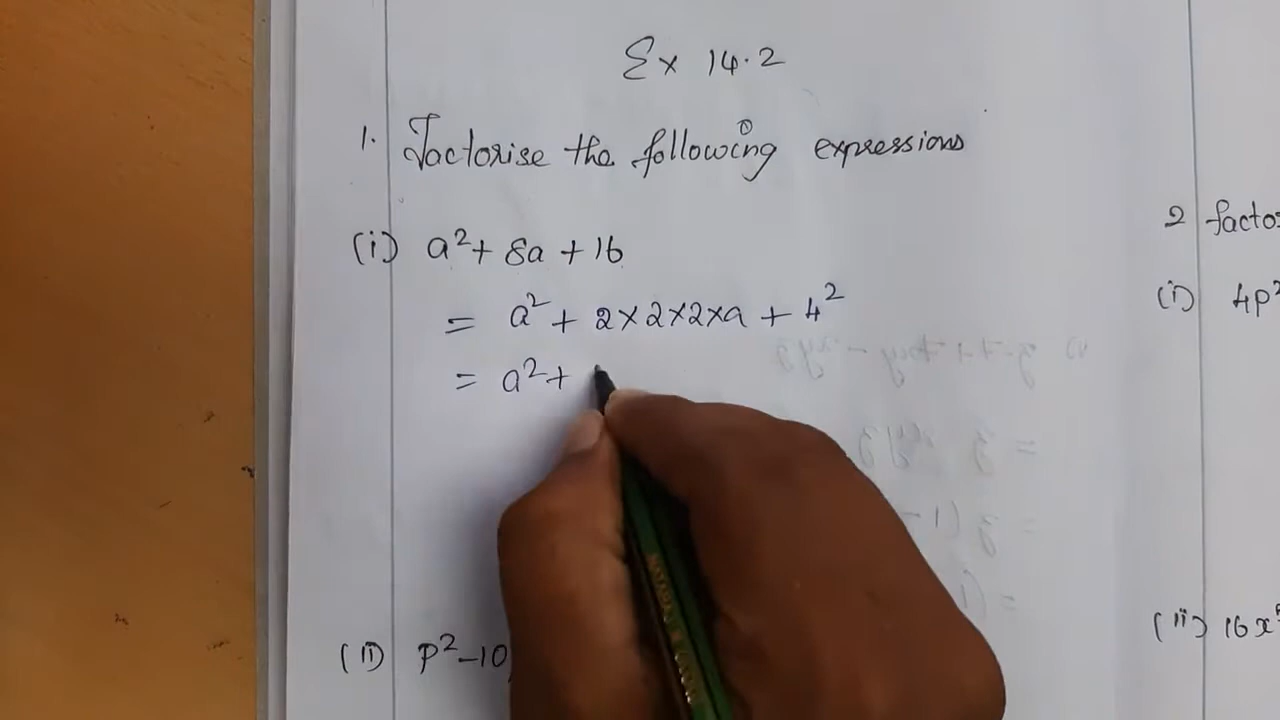 Ex 14.2
1. Factorise the following expressions
(i) a²+ 8a + 16
= a² + 2×2×2×a + 4²
= a² +
(ii) p² - 10
2 facto
(i) 4p²
(ii) 16x